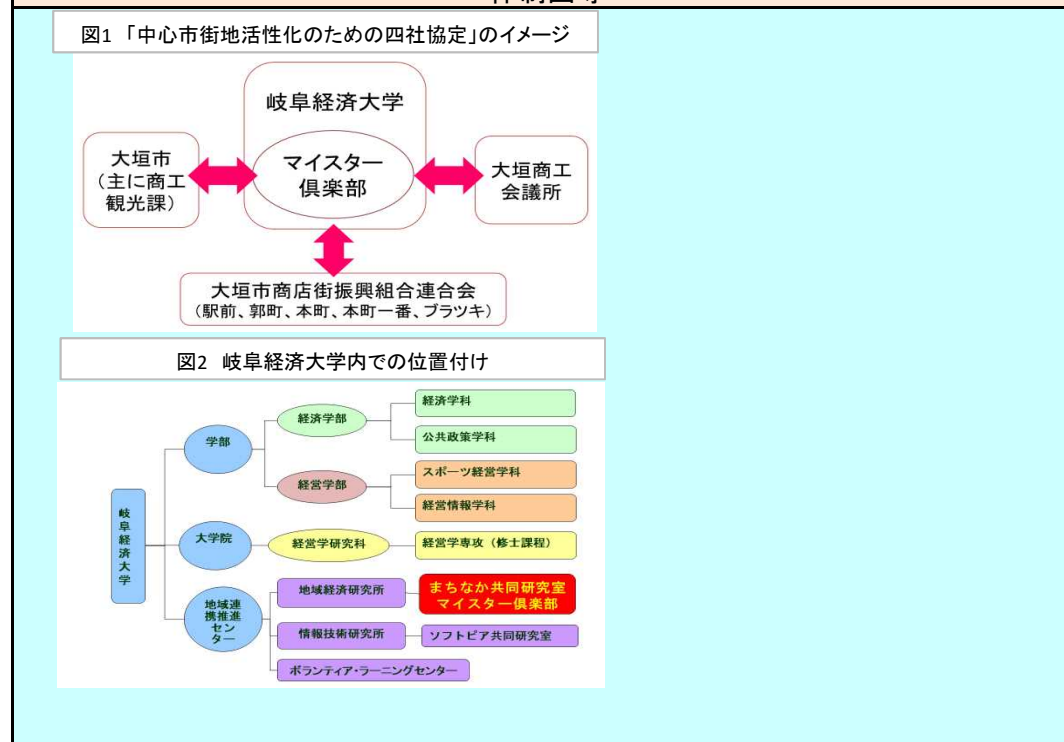 図1 「中心市街地活性化のための四社協定」のイメージ
岐阜経済大学
マイスター
倶楽部
大垣市
(主に商工
観光課)
大垣商工
会議所
大垣市商店街振興組合連合会
(駅前、郭町、本町、本町一番、ブラツキ)
図2 岐阜経済大学内での位置付け
岐阜経済大学
学部
経済学部
経済学科
公共政策学科
経営学部
スポーツ経営学科
経営情報学科
大学院
経営学研究科
経営学専攻(修士課程)
地域連
携推進
セン
ター
地域経済研究所
まちなか共同研究室
マイスター倶楽部
情報技術研究所
ソフトピア共同研究室
ボランティア・ラーニングセンター